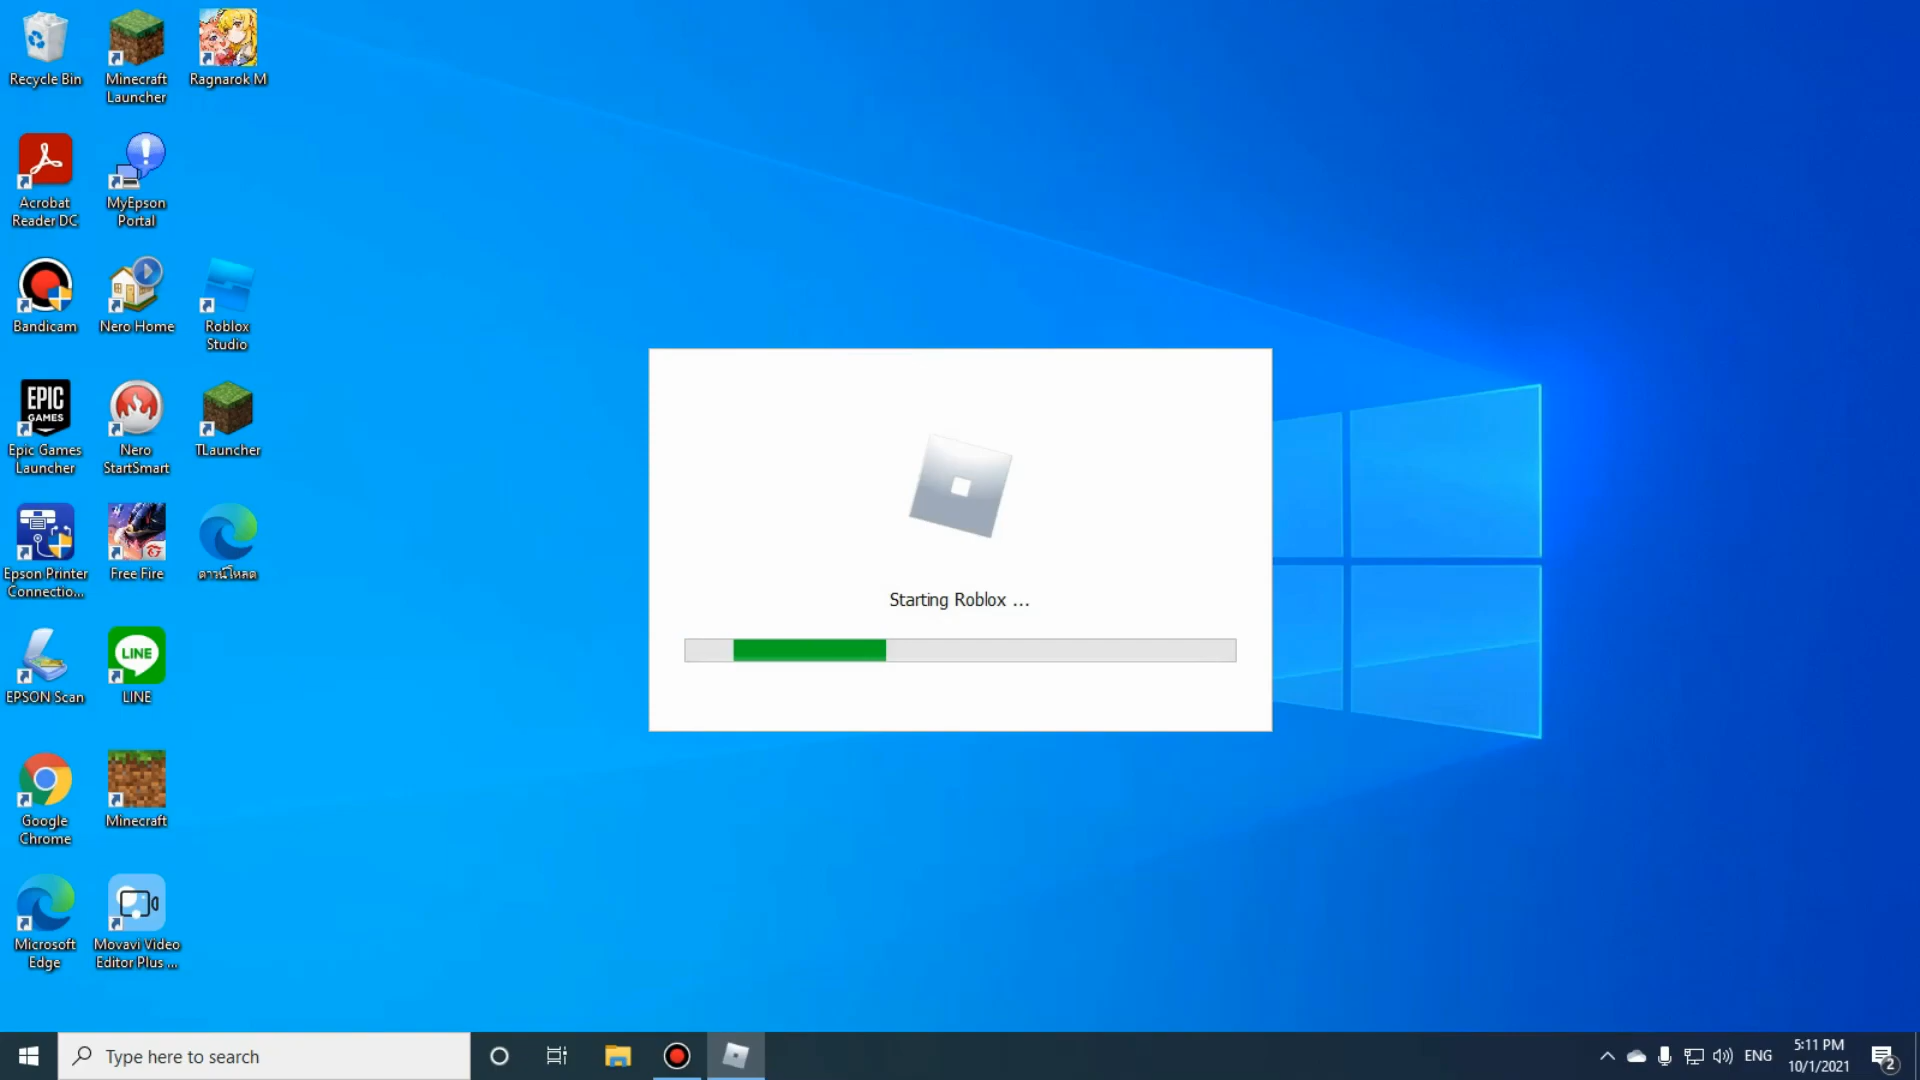 Recycle Bin
Minecraft
Launcher
Ragnarok M
Acrobat
Reader DC
MyEpson
Portal
Bandicam
Nero Home
Roblox
Studio
EPIC
GAMES
Epic Games
Launcher
Nero
StartSmart
TLauncher
Epson Printer
Connectio...
Free Fire
ดาวน์โหลด
EPSON Scan
LINE
LINE
Google
Chrome
Minecraft
Microsoft
Edge
Movavi Video
Editor Plus ...
Starting Roblox ...
Type here to search
ENG
5:11 PM
10/1/2021
2